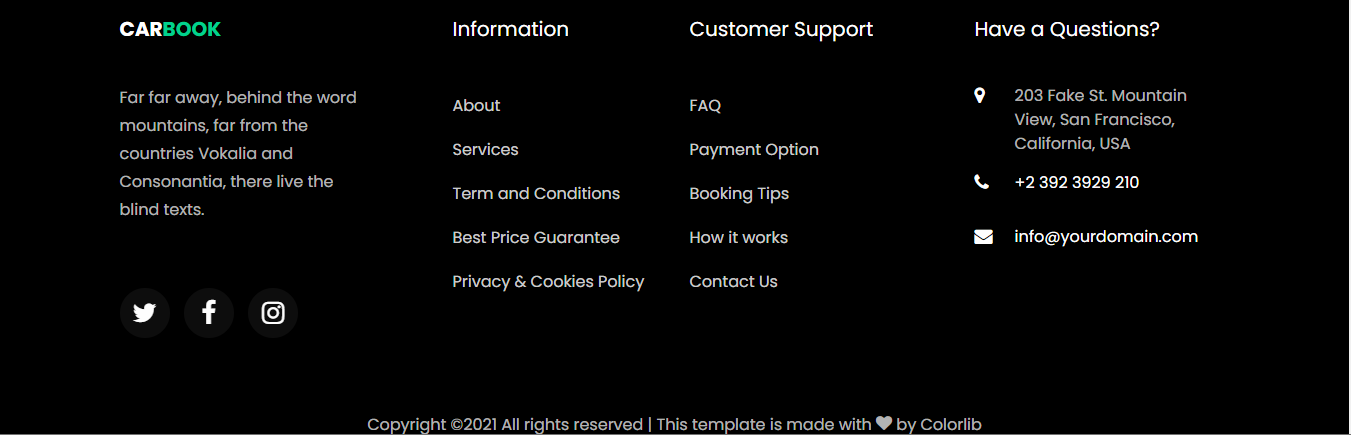 CARBOOK
Far far away, behind the word
mountains, far from the
countries Vokalia and
Consonantia, there live the
blind texts.
Information
About
Services
Term and Conditions
Best Price Guarantee
Privacy & Cookies Policy
Customer Support
FAQ
Payment Option
Booking Tips
How it works
Contact Us
Have a Questions?
203 Fake St. Mountain
View, San Francisco,
California, USA
+2 392 3929 210
info@yourdomain.com
Copyright ©2021 All rights reserved | This template is made with ♥ by Colorlib